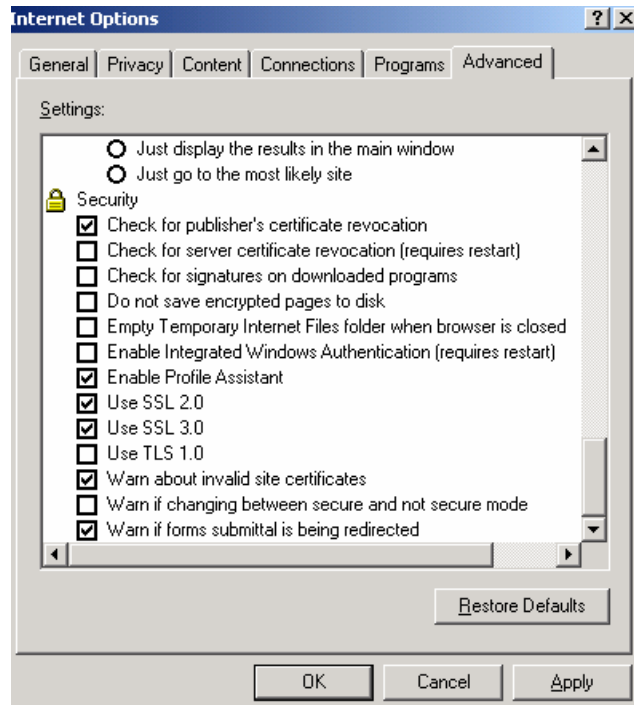 Internet Options
General Privacy Content Connections Programs Advanced
Settings:
Just display the results in the main window
Just go to the most likely site
Security
Check for publisher's certificate revocation
Check for server certificate revocation (requires restart)
Check for signatures on downloaded programs
Do not save encrypted pages to disk
Empty Temporary Internet Files folder when browser is closed
Enable Integrated Windows Authentication (requires restart)
Enable Profile Assistant
Use SSL 2.0
Use SSL 3.0
Use TLS 1.0
Warn about invalid site certificates
Warn if changing between secure and not secure mode
Warn if forms submittal is being redirected
Restore Defaults
OK Cancel Apply